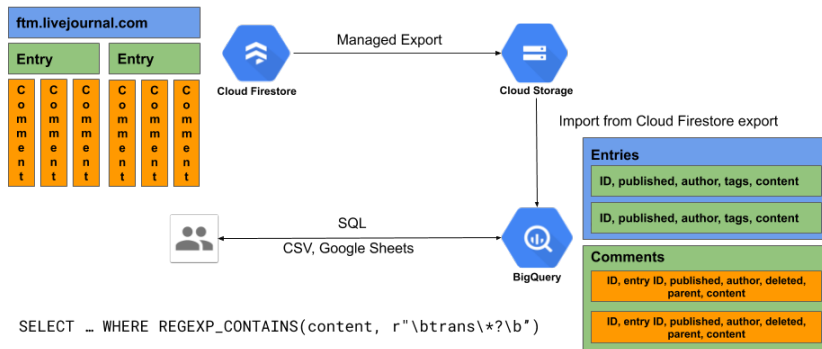 ftm.livejournal.com
Entry
Entry
Comment
Comment
Comment
Comment
Comment
Comment
Cloud Firestore
Managed Export
Cloud Storage
Import from Cloud Firestore export
Entries
ID, published, author, tags, content
ID, published, author, tags, content
SQL
CSV, Google Sheets
BigQuery
Comments
ID, entry ID, published, author, deleted,
parent, content
ID, entry ID, published, author, deleted,
parent, content
SELECT … WHERE REGEXP_CONTAINS(content, r"\btrans\*?\b”)